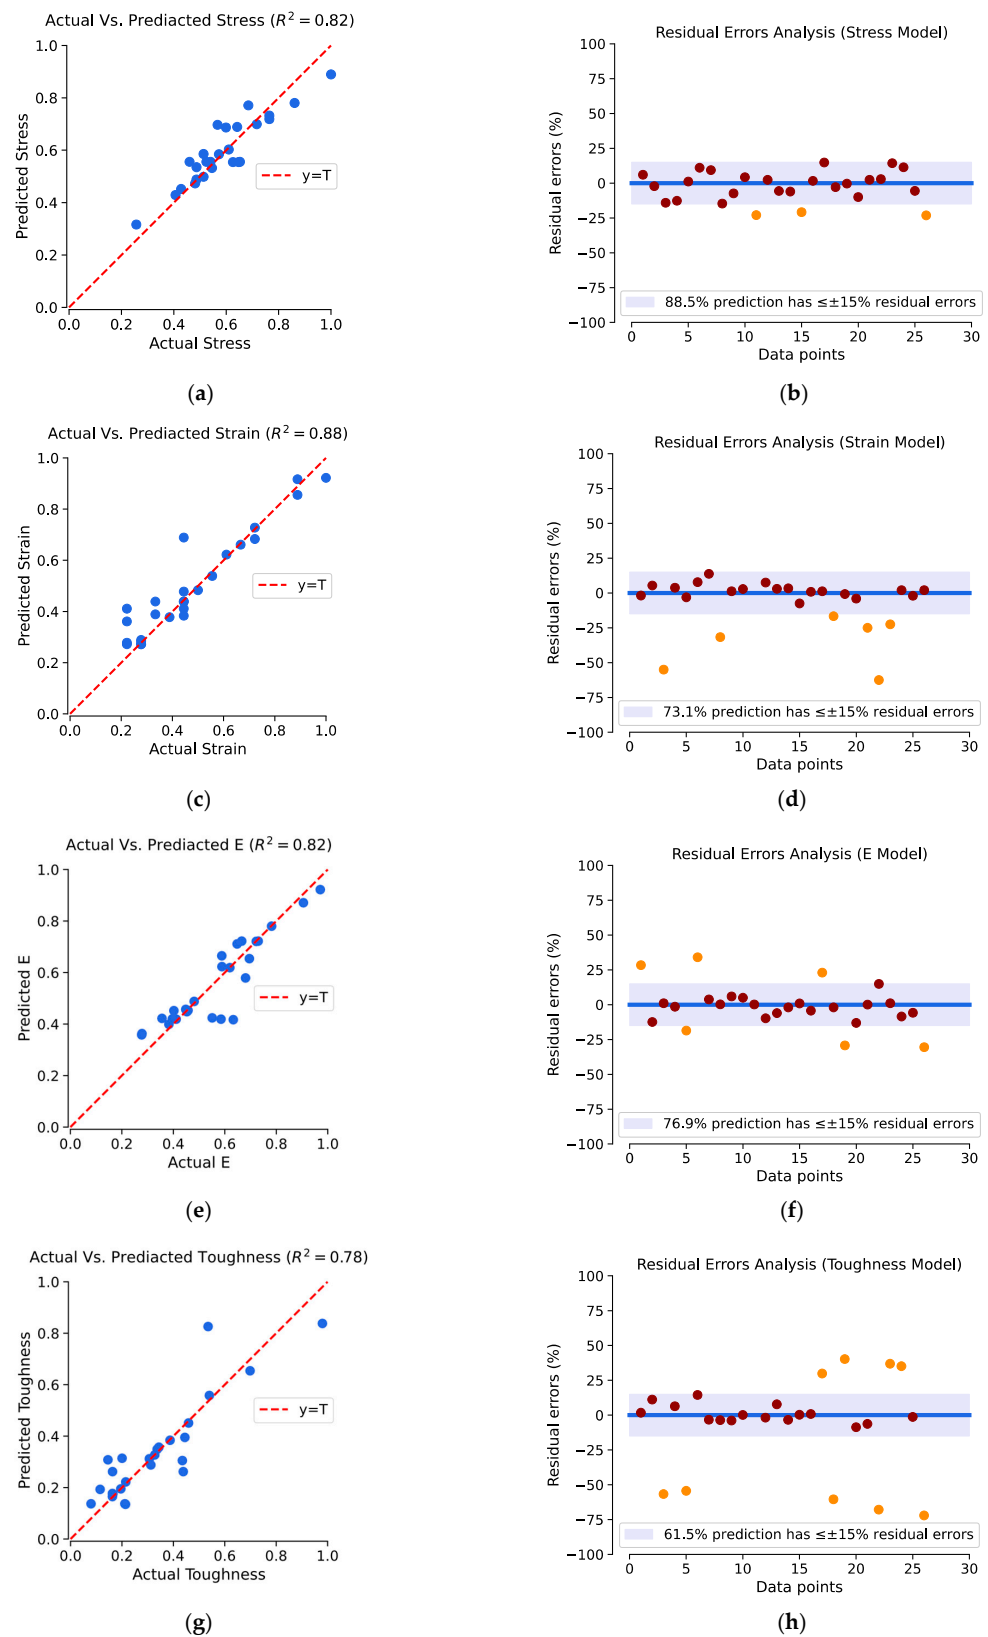 Actual Vs. Prediacted Stress (R² = 0.82)
Predicted Stress
1.0
0.8
0.6
0.4
0.2
0.0
y=T
0.0 0.2 0.4 0.6 0.8 1.0
Actual Stress
(a)
Residual Errors Analysis (Stress Model)
Residual errors (%)
100
75
50
25
0
−25
−50
−75
−100
88.5% prediction has ≤±15% residual errors
0 5 10 15 20 25 30
Data points
(b)
Actual Vs. Prediacted Strain (R² = 0.88)
Predicted Strain
1.0
0.8
0.6
0.4
0.2
0.0
y=T
0.0 0.2 0.4 0.6 0.8 1.0
Actual Strain
(c)
Residual Errors Analysis (Strain Model)
Residual errors (%)
100
75
50
25
0
−25
−50
−75
−100
73.1% prediction has ≤±15% residual errors
0 5 10 15 20 25 30
Data points
(d)
Actual Vs. Prediacted E (R² = 0.82)
Predicted E
1.0
0.8
0.6
0.4
0.2
0.0
y=T
0.0 0.2 0.4 0.6 0.8 1.0
Actual E
(e)
Residual Errors Analysis (E Model)
Residual errors (%)
100
75
50
25
0
−25
−50
−75
−100
76.9% prediction has ≤±15% residual errors
0 5 10 15 20 25 30
Data points
(f)
Actual Vs. Prediacted Toughness (R² = 0.78)
Predicted Toughness
1.0
0.8
0.6
0.4
0.2
0.0
y=T
0.0 0.2 0.4 0.6 0.8 1.0
Actual Toughness
(g)
Residual Errors Analysis (Toughness Model)
Residual errors (%)
100
75
50
25
0
−25
−50
−75
−100
61.5% prediction has ≤±15% residual errors
0 5 10 15 20 25 30
Data points
(h)